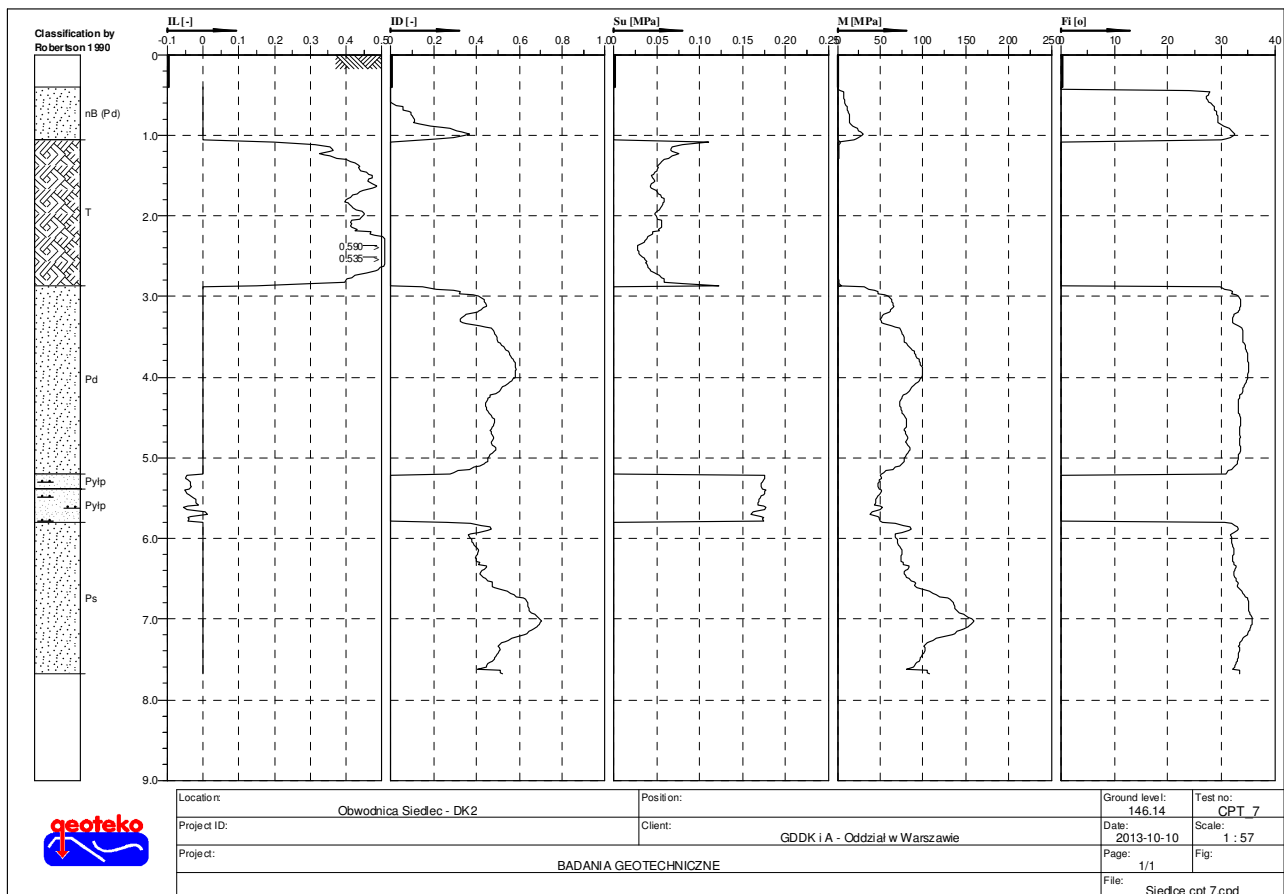 Classification by
Robertson 1990
IL [-]
-0.1 0 0.1 0.2 0.3 0.4 0.5
ID [-]
0 0.2 0.4 0.6 0.8 1.0
Su [MPa]
0 0.05 0.10 0.15 0.20 0.25
M [MPa]
0 50 100 150 200 250
Fi [o]
0 10 20 30 40
0
1.0
2.0
3.0
4.0
5.0
6.0
7.0
8.0
9.0
nB (Pd)
T
Pd
Pyłp
Pyłp
Ps
0.590
0.535
geoteko
Location:
Obwodnica Siedlec - DK2
Position:
Ground level:
146.14
Test no:
CPT_7
Project ID:
Client:
GDDK i A - Oddział w Warszawie
Date:
2013-10-10
Scale:
1 : 57
Project:
BADANIA GEOTECHNICZNE
Page:
1/1
Fig:
File:
Siedlce cpt 7.cpd